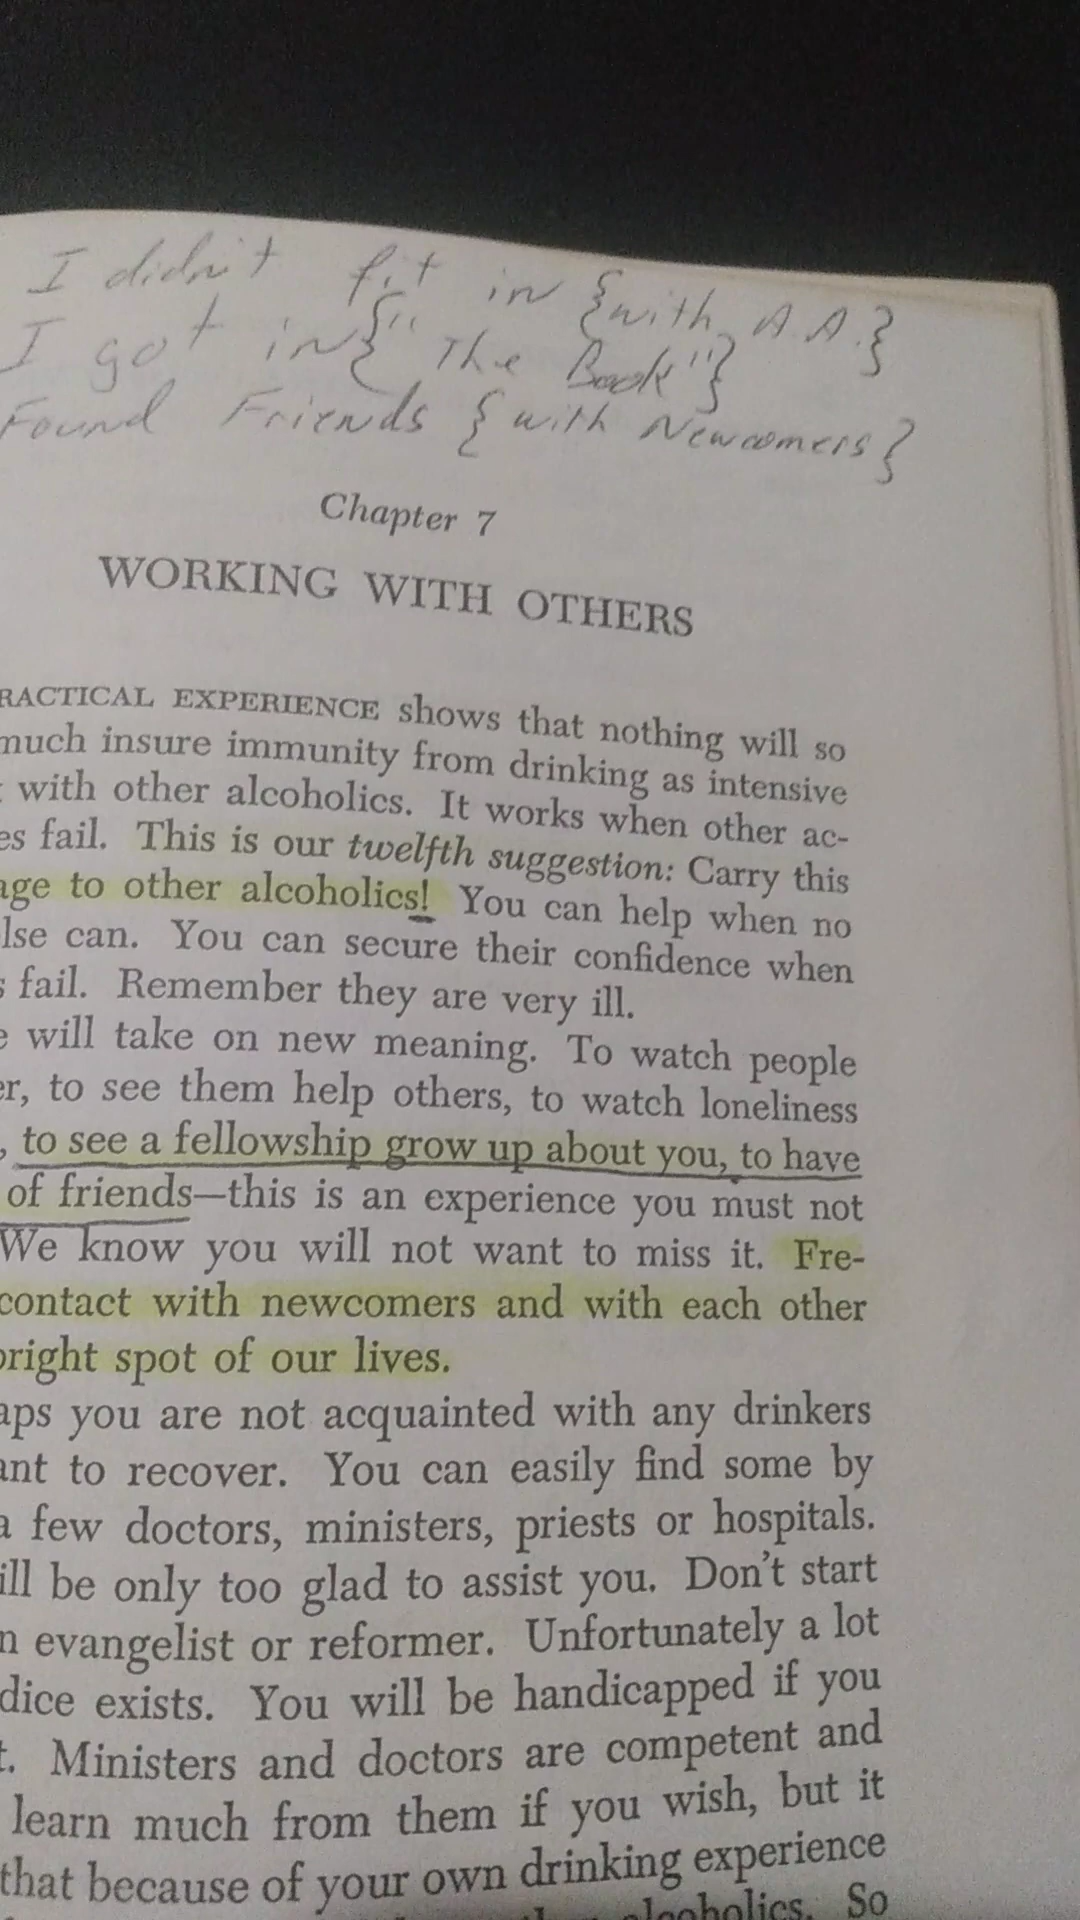 I didn't fit in {with A.A.}
I got in {"The Book"}
Found Friends {with Newcomers}
Chapter 7
WORKING WITH OTHERS
RACTICAL EXPERIENCE shows that nothing will so
much insure immunity from drinking as intensive
with other alcoholics. It works when other ac-
es fail. This is our twelfth suggestion: Carry this
age to other alcoholics! You can help when no
lse can. You can secure their confidence when
s fail. Remember they are very ill.
e will take on new meaning. To watch people
er, to see them help others, to watch loneliness
, to see a fellowship grow up about you, to have
of friends—this is an experience you must not
We know you will not want to miss it. Fre-
contact with newcomers and with each other
bright spot of our lives.
aps you are not acquainted with any drinkers
ant to recover. You can easily find some by
a few doctors, ministers, priests or hospitals.
ill be only too glad to assist you. Don't start
n evangelist or reformer. Unfortunately a lot
dice exists. You will be handicapped if you
t. Ministers and doctors are competent and
learn much from them if you wish, but it
that because of your own drinking experience
alcoholics. So